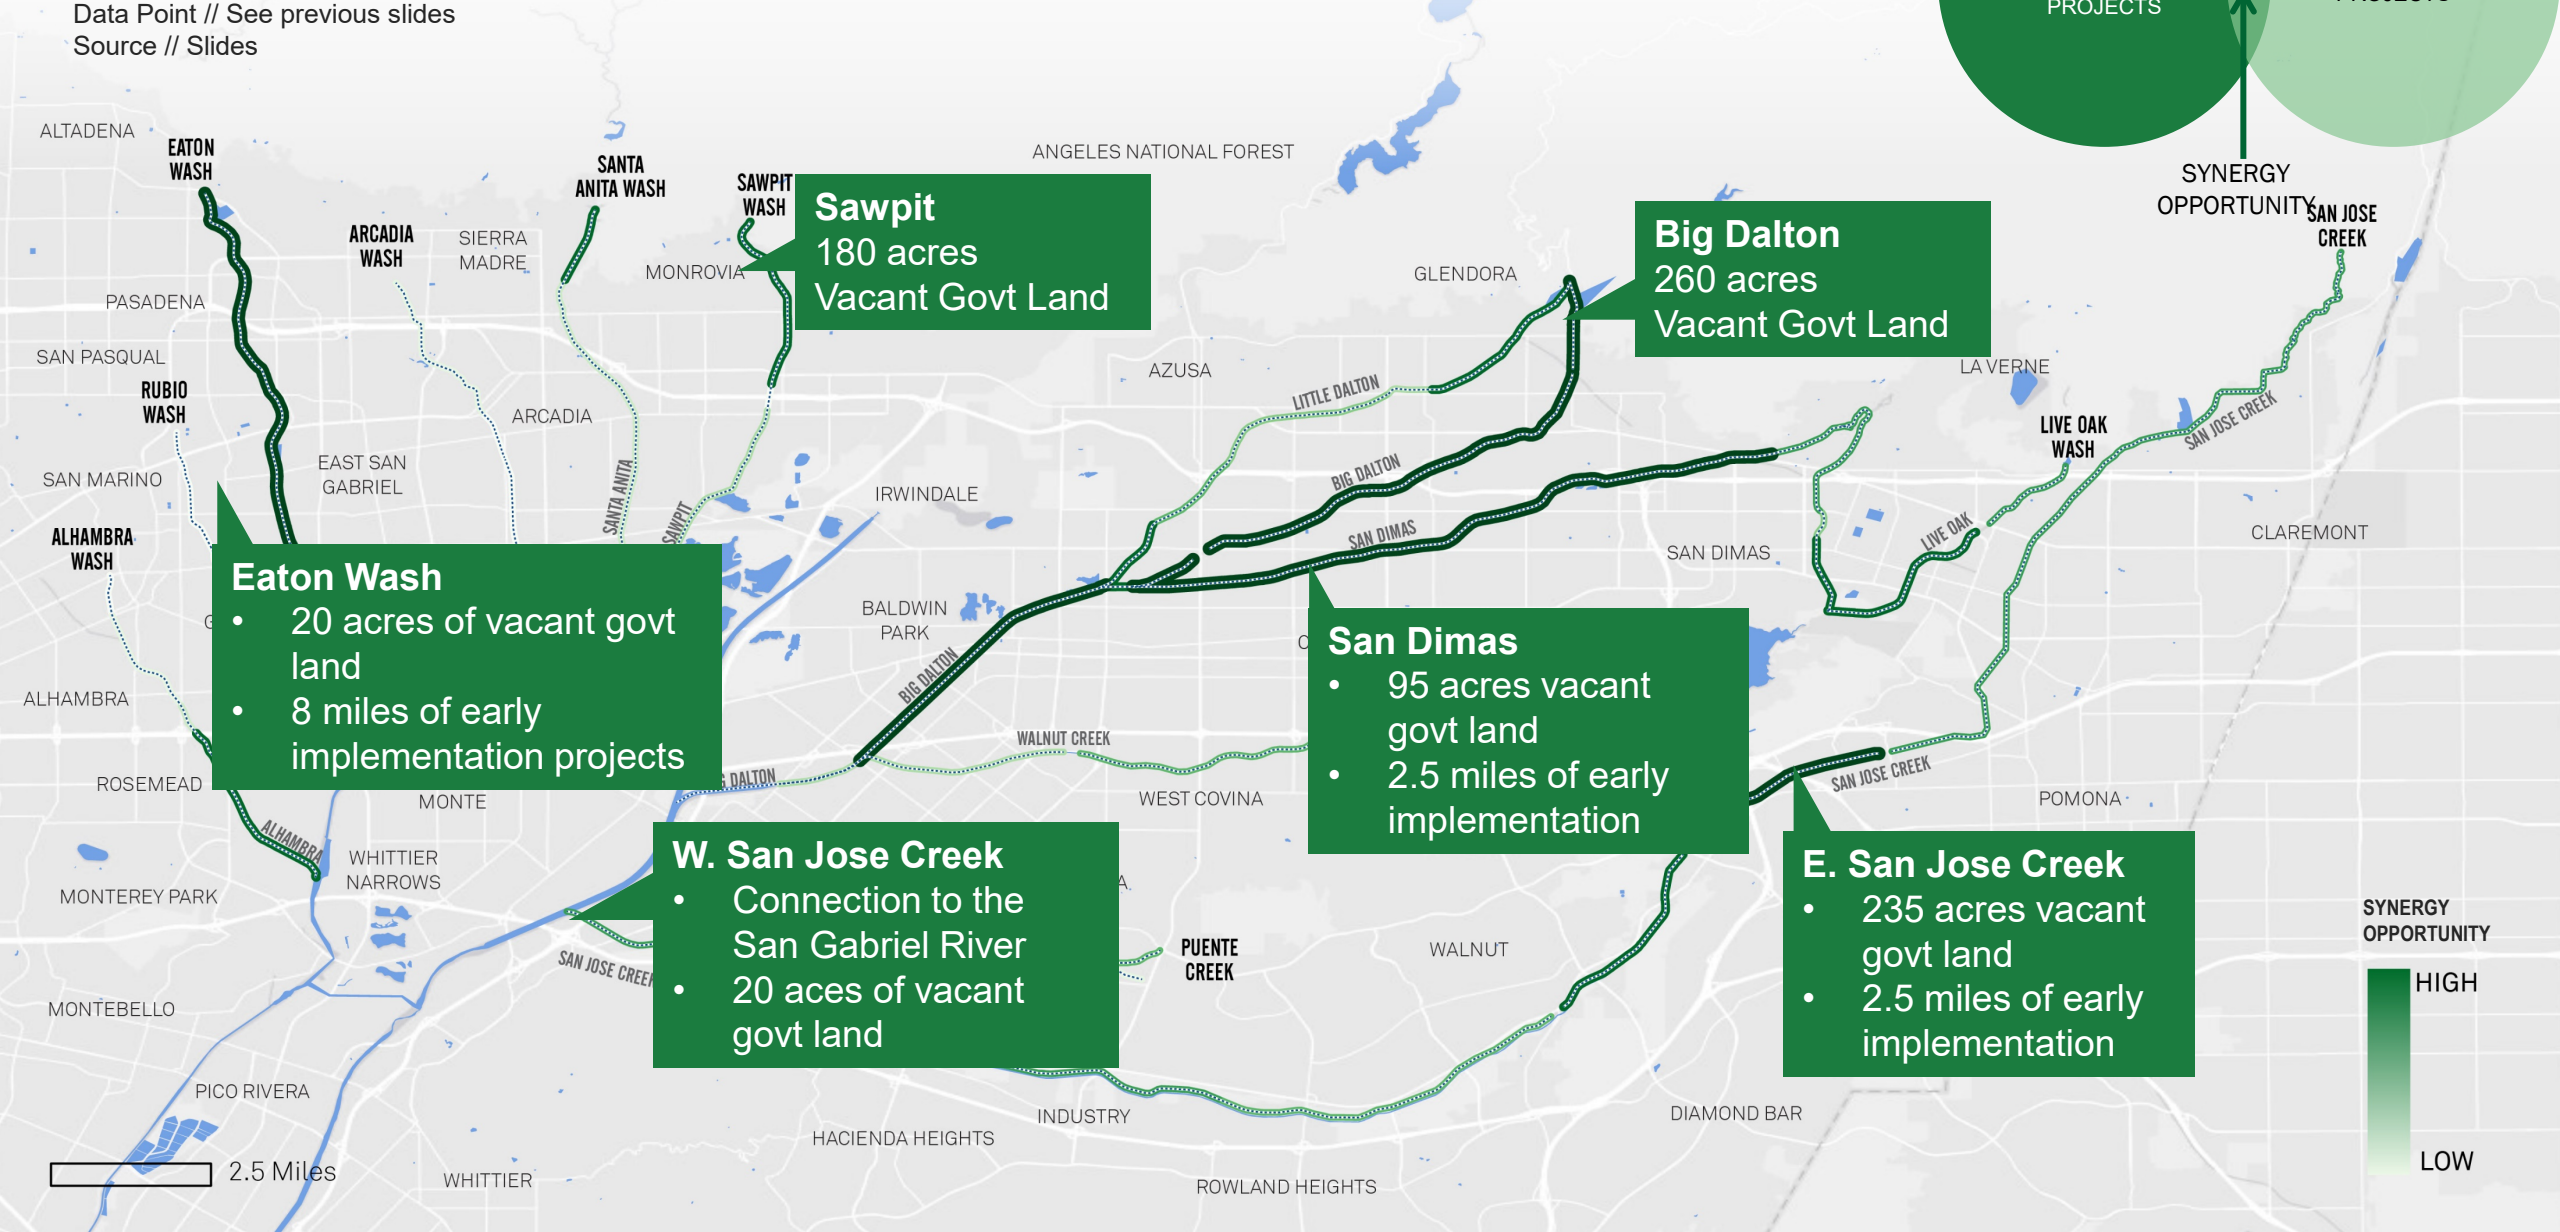 Data Point // See previous slides
Source // Slides
PROJECTS
SYNERGY
OPPORTUNITY
ALTADENA
EATON
WASH
ANGELES NATIONAL FOREST
SANTA
ANITA WASH
SAWPIT
WASH
Sawpit
180 acres
Vacant Govt Land
Big Dalton
260 acres
Vacant Govt Land
SAN JOSE
CREEK
ARCADIA
WASH
SIERRA
MADRE
MONROVIA
GLENDORA
PASADENA
SAN PASQUAL
AZUSA
LA VERNE
LITTLE DALTON
RUBIO
WASH
ARCADIA
SAN JOSE CREEK
LIVE OAK
WASH
EAST SAN
GABRIEL
SAN MARINO
SANTA ANITA
SAWPIT
IRWINDALE
BIG DALTON
SAN DIMAS
LIVE OAK
SAN DIMAS
CLAREMONT
ALHAMBRA
WASH
Eaton Wash
• 20 acres of vacant govt
land
• 8 miles of early
implementation projects
BALDWIN
PARK
BIG DALTON
San Dimas
• 95 acres vacant
govt land
• 2.5 miles of early
implementation
ALHAMBRA
WALNUT CREEK
DALTON
SAN JOSE CREEK
ROSEMEAD
MONTE
WEST COVINA
POMONA
ALHAMBRA
WHITTIER
NARROWS
W. San Jose Creek
• Connection to the
San Gabriel River
• 20 aces of vacant
govt land
E. San Jose Creek
• 235 acres vacant
govt land
• 2.5 miles of early
implementation
MONTEREY PARK
SAN JOSE CREEK
PUENTE
CREEK
WALNUT
SYNERGY
OPPORTUNITY
HIGH
LOW
MONTEBELLO
PICO RIVERA
INDUSTRY
HACIENDA HEIGHTS
DIAMOND BAR
2.5 Miles
WHITTIER
ROWLAND HEIGHTS